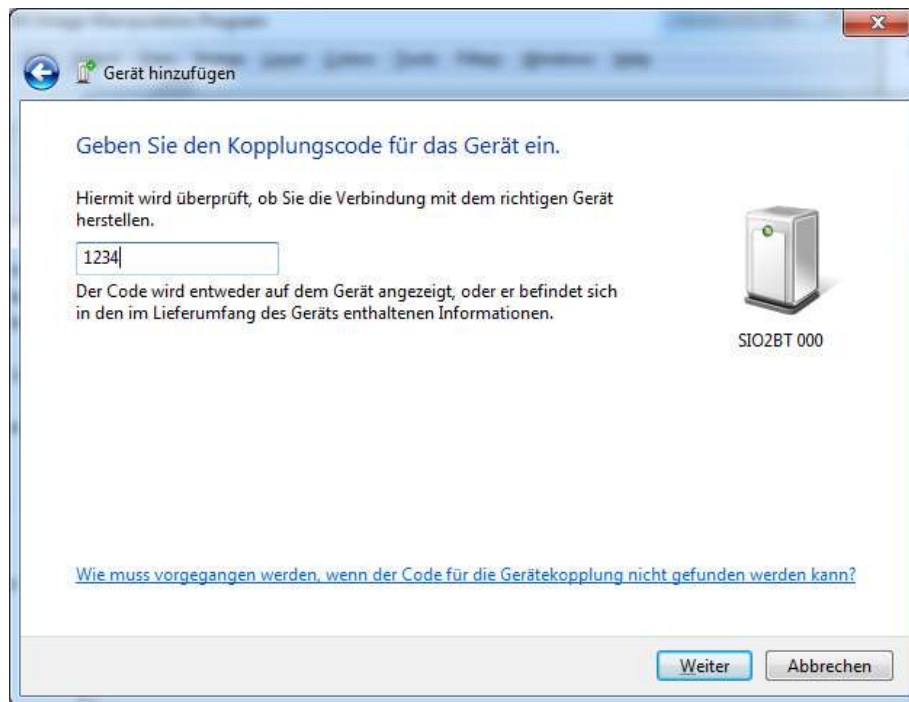 Gerät hinzufügen
Geben Sie den Kopplungscode für das Gerät ein.
Hiermit wird überprüft, ob Sie die Verbindung mit dem richtigen Gerät
herstellen.
1234
Der Code wird entweder auf dem Gerät angezeigt, oder er befindet sich
in den im Lieferumfang des Geräts enthaltenen Informationen.
SIO2BT 000
Wie muss vorgegangen werden, wenn der Code für die Gerätekopplung nicht gefunden werden kann?
Weiter
Abbrechen